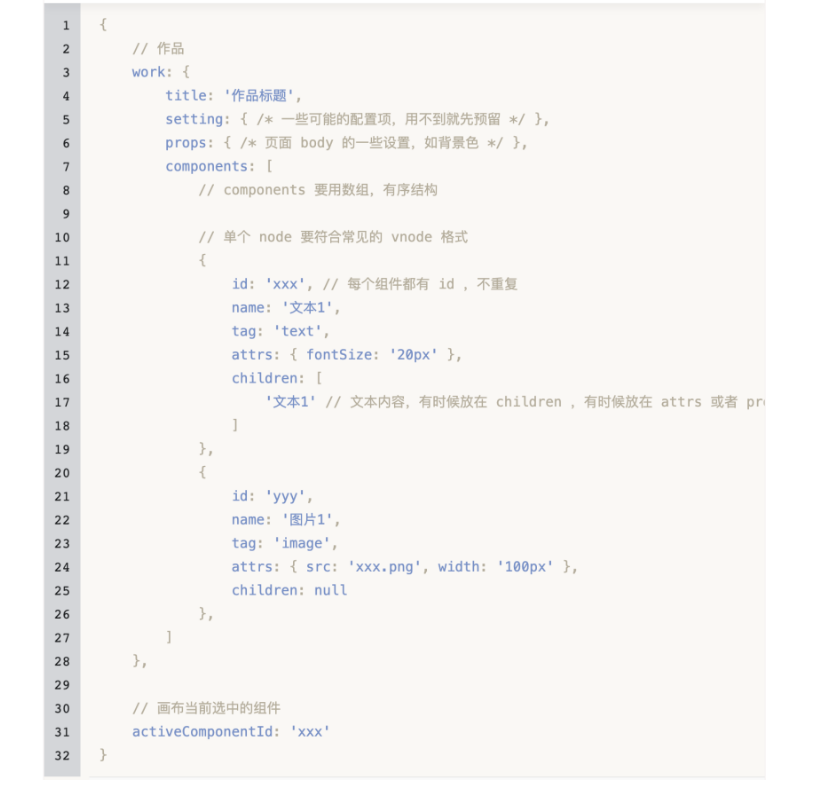 1 {
2 // 作品
3 work: {
4 title: '作品标题',
5 setting: { /* 一些可能的配置项，用不到就先预留 */ },
6 props: { /* 页面 body 的一些设置，如背景色 */ },
7 components: [
8 // components 要用数组，有序结构
9
10 // 单个 node 要符合常见的 vnode 格式
11 {
12 id: 'xxx', // 每个组件都有 id ，不重复
13 name: '文本1',
14 tag: 'text',
15 attrs: { fontSize: '20px' },
16 children: [
17 '文本1' // 文本内容，有时候放在 children ，有时候放在 attrs 或者
18 ]
19 },
20 {
21 id: 'yyy',
22 name: '图片1',
23 tag: 'image',
24 attrs: { src: 'xxx.png', width: '100px' },
25 children: null
26 },
27 ]
28 },
29
30 // 画布当前选中的组件
31 activeComponentId: 'xxx'
32 }